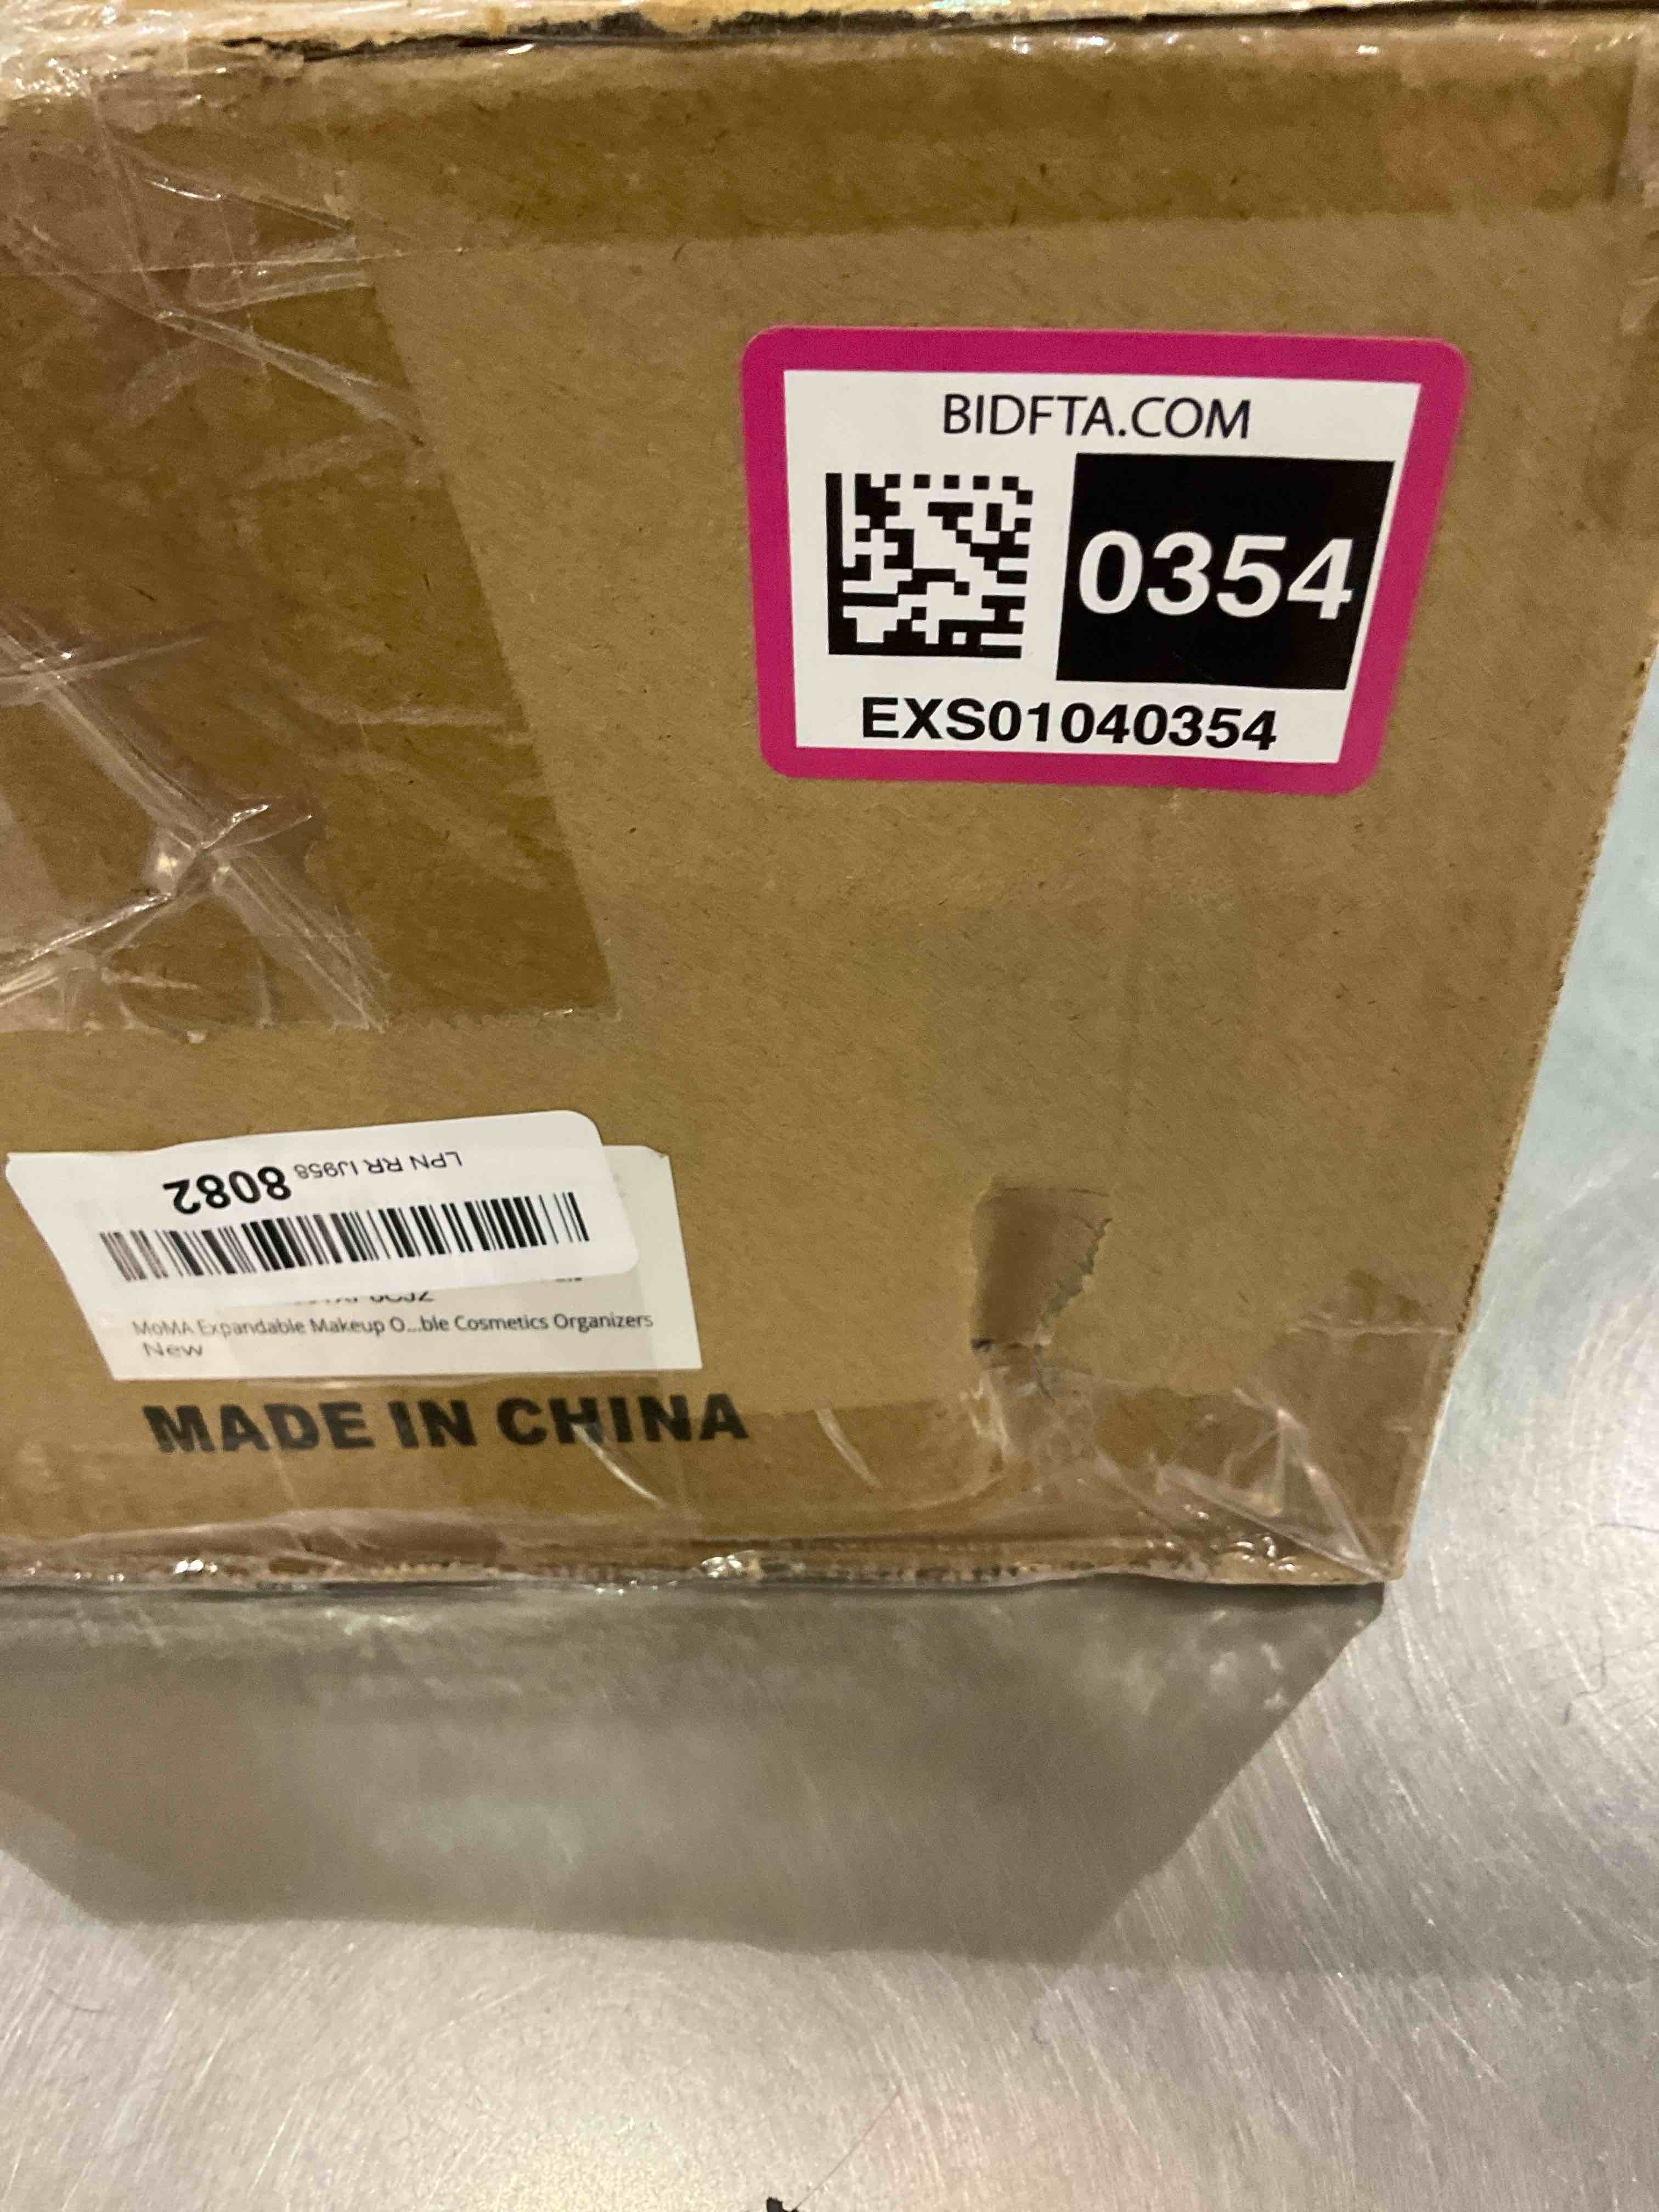 BIDFTA.COM
0354
EXS01040354
LPN RR IJ958 8082
MoMA Expandable Makeup O...ble Cosmetics Organizers
New
MADE IN CHINA